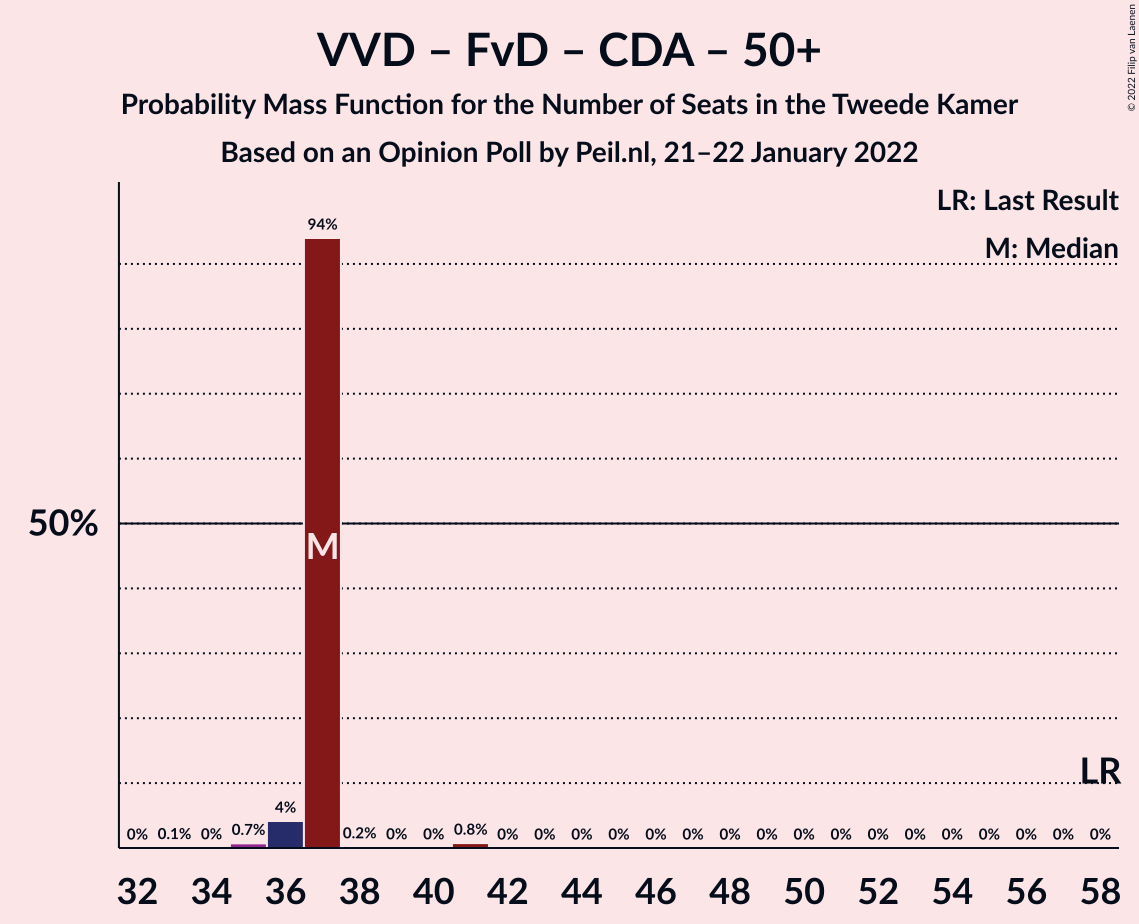 VVD – FvD – CDA – 50+
Probability Mass Function for the Number of Seats in the Tweede Kamer
Based on an Opinion Poll by Peil.nl, 21–22 January 2022
© 2022 Filip van Laenen
LR: Last Result
M: Median
94%
50%
M
LR
4%
0% 0.1% 0% 0.7% 0.2% 0% 0% 0.8% 0% 0% 0% 0% 0% 0% 0% 0% 0% 0% 0% 0% 0% 0% 0% 0% 0%
32 34 36 38 40 42 44 46 48 50 52 54 56 58